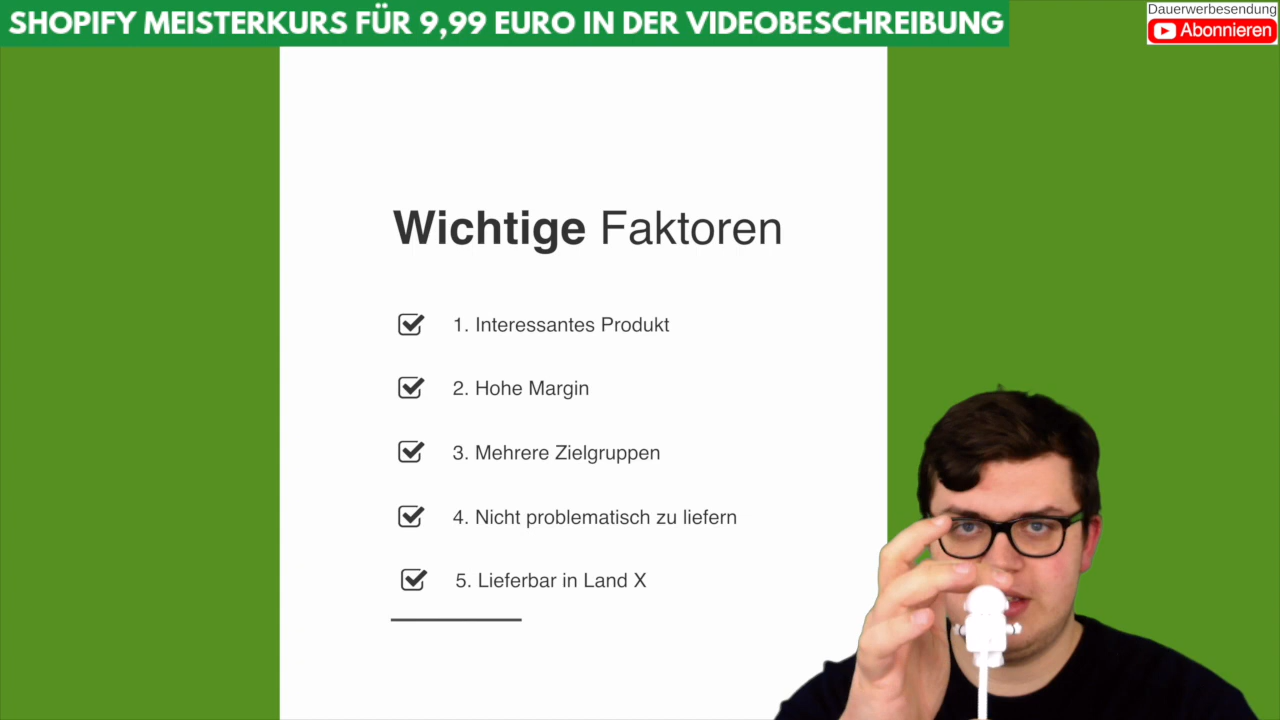 SHOPIFY MEISTERKURS FÜR 9,99 EURO IN DER VIDEOBESCHREIBUNG
Dauerwerbesendung
Abonnieren
Wichtige Faktoren
1. Interessantes Produkt
2. Hohe Margin
3. Mehrere Zielgruppen
4. Nicht problematisch zu liefern
5. Lieferbar in Land X